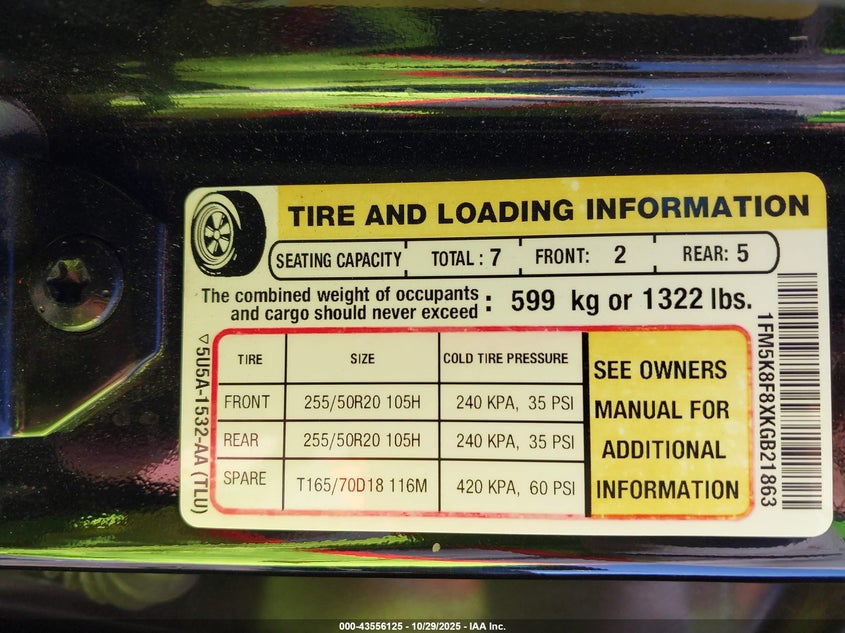 TIRE AND LOADING INFORMATION
SEATING CAPACITY TOTAL : 7 FRONT: 2 REAR: 5
The combined weight of occupants
and cargo should never exceed : 599 kg or 1322 lbs.
TIRE SIZE COLD TIRE PRESSURE
FRONT 255/50R20 105H 240 KPA, 35 PSI
REAR 255/50R20 105H 240 KPA, 35 PSI
SPARE T165/70D18 116M 420 KPA, 60 PSI
SEE OWNERS
MANUAL FOR
ADDITIONAL
INFORMATION
5U5A-1532-AA (TLU)
1FM5K8F8XKGB21863
000-43556125 - 10/29/2025 - IAA Inc.